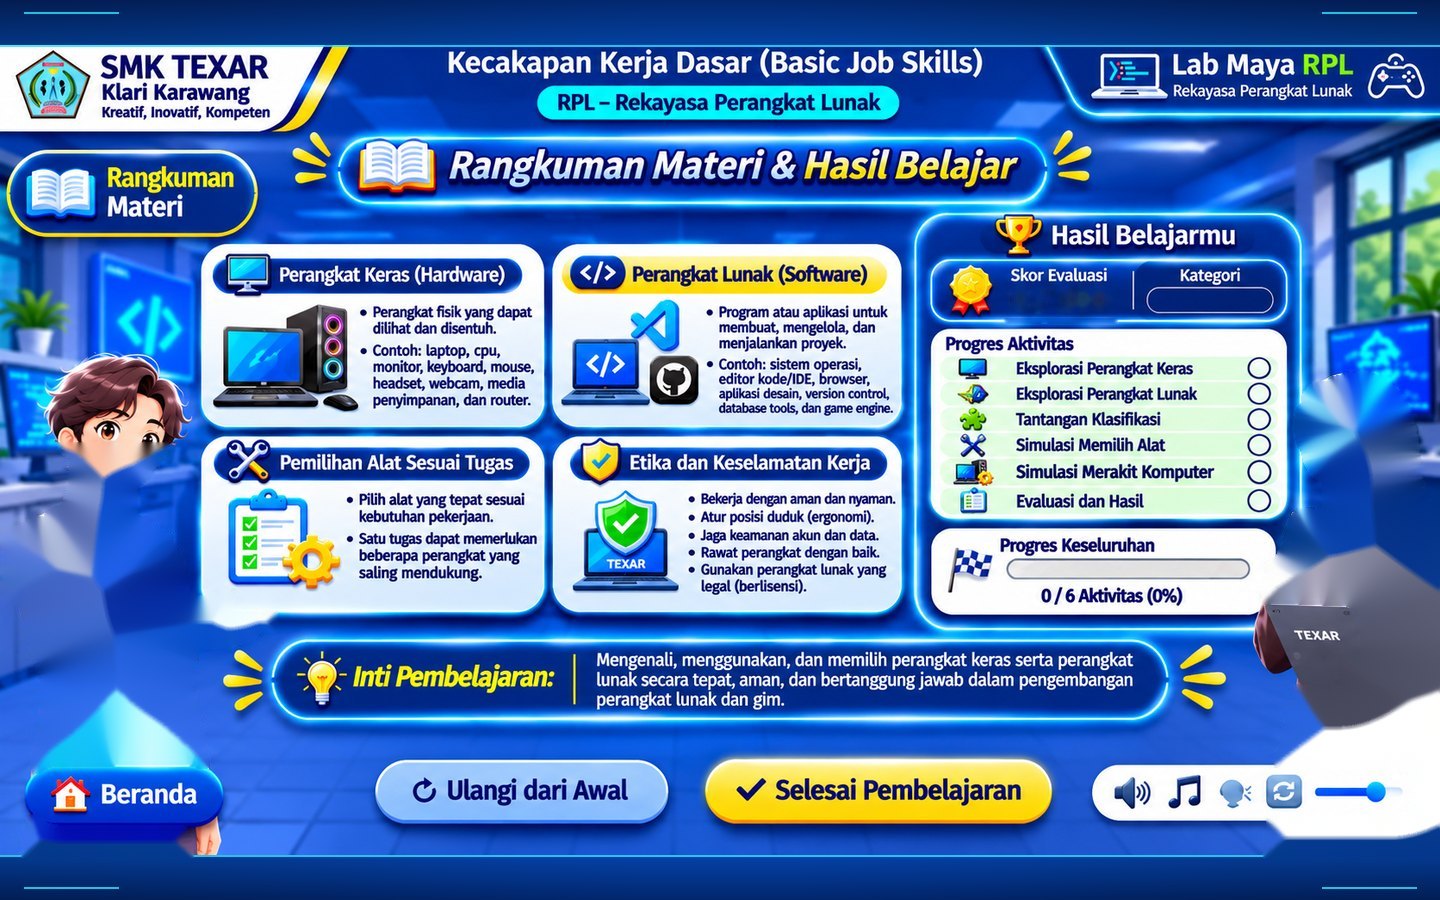 SMK TEXAR
Klari Karawang
Kreatif, Inovatif, Kompeten
Kecakapan Kerja Dasar (Basic Job Skills)
RPL – Rekayasa Perangkat Lunak
Lab Maya RPL
Rekayasa Perangkat Lunak
Rangkuman
Materi
Rangkuman Materi & Hasil Belajar
Perangkat Keras (Hardware)
• Perangkat fisik yang dapat
dilihat dan disentuh.
• Contoh: laptop, cpu,
monitor, keyboard, mouse,
headset, webcam, media
penyimpanan, dan router.
</> Perangkat Lunak (Software)
</>
• Program atau aplikasi untuk
membuat, mengelola, dan
menjalankan proyek.
• Contoh: sistem operasi,
editor kode/IDE, browser,
aplikasi desain, version control,
database tools, dan game engine.
Pemilihan Alat Sesuai Tugas
• Pilih alat yang tepat sesuai
kebutuhan pekerjaan.
• Satu tugas dapat memerlukan
beberapa perangkat yang
saling mendukung.
Etika dan Keselamatan Kerja
TEXAR
• Bekerja dengan aman dan nyaman.
• Atur posisi duduk (ergonomi).
• Jaga keamanan akun dan data.
• Rawat perangkat dengan baik.
• Gunakan perangkat lunak yang
legal (berlisensi).
Hasil Belajarmu
Skor Evaluasi
Kategori
Progres Aktivitas
Eksplorasi Perangkat Keras
Eksplorasi Perangkat Lunak
Tantangan Klasifikasi
Simulasi Memilih Alat
Simulasi Merakit Komputer
Evaluasi dan Hasil
Progres Keseluruhan
0 / 6 Aktivitas (0%)
TEXAR
</>
Inti Pembelajaran:
Mengenali, menggunakan, dan memilih perangkat keras serta perangkat
lunak secara tepat, aman, dan bertanggung jawab dalam pengembangan
perangkat lunak dan gim.
Beranda
Ulangi dari Awal
Selesai Pembelajaran